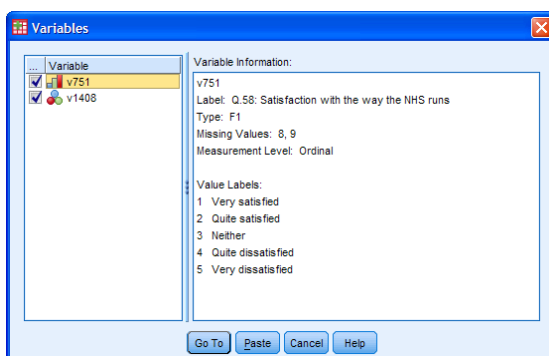 Variables
... Variable
v751
v1408
Variable Information:
v751
Label: Q.58: Satisfaction with the way the NHS runs
Type: F1
Missing Values: 8, 9
Measurement Level: Ordinal
Value Labels:
1 Very satisfied
2 Quite satisfied
3 Neither
4 Quite dissatisfied
5 Very dissatisfied
Go To Paste Cancel Help